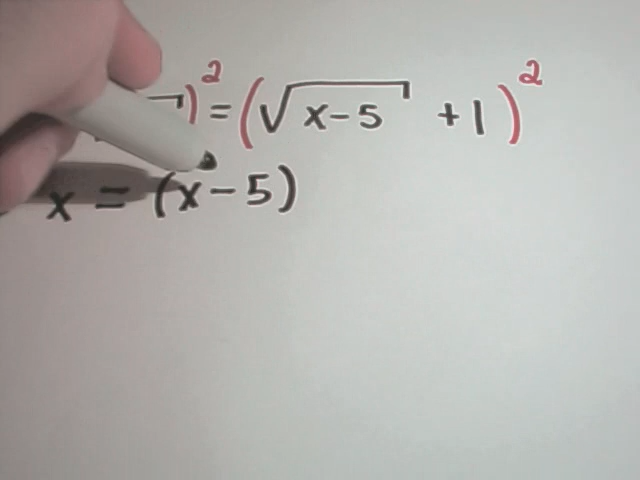 )² = (√x-5 + 1)²
x = (x-5)